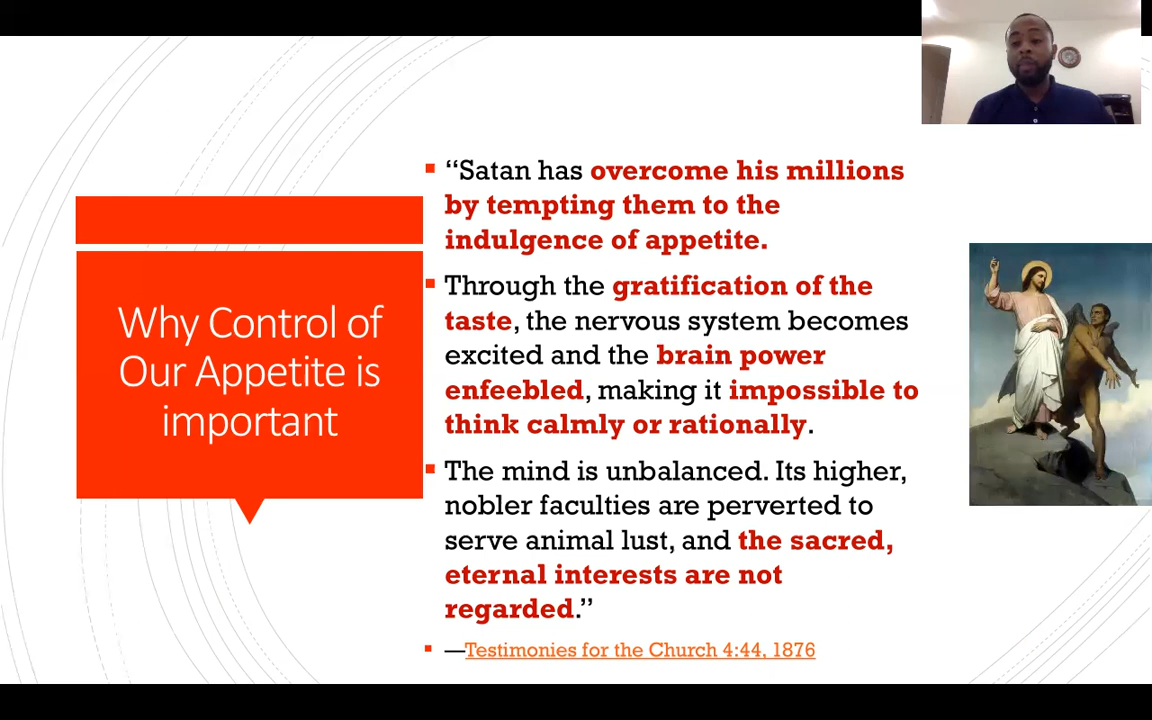 Why Control of
Our Appetite is
important
“Satan has overcome his millions
by tempting them to the
indulgence of appetite.
Through the gratification of the
taste, the nervous system becomes
excited and the brain power
enfeebled, making it impossible to
think calmly or rationally.
The mind is unbalanced. Its higher,
nobler faculties are perverted to
serve animal lust, and the sacred,
eternal interests are not
regarded.”
—Testimonies for the Church 4:44, 1876